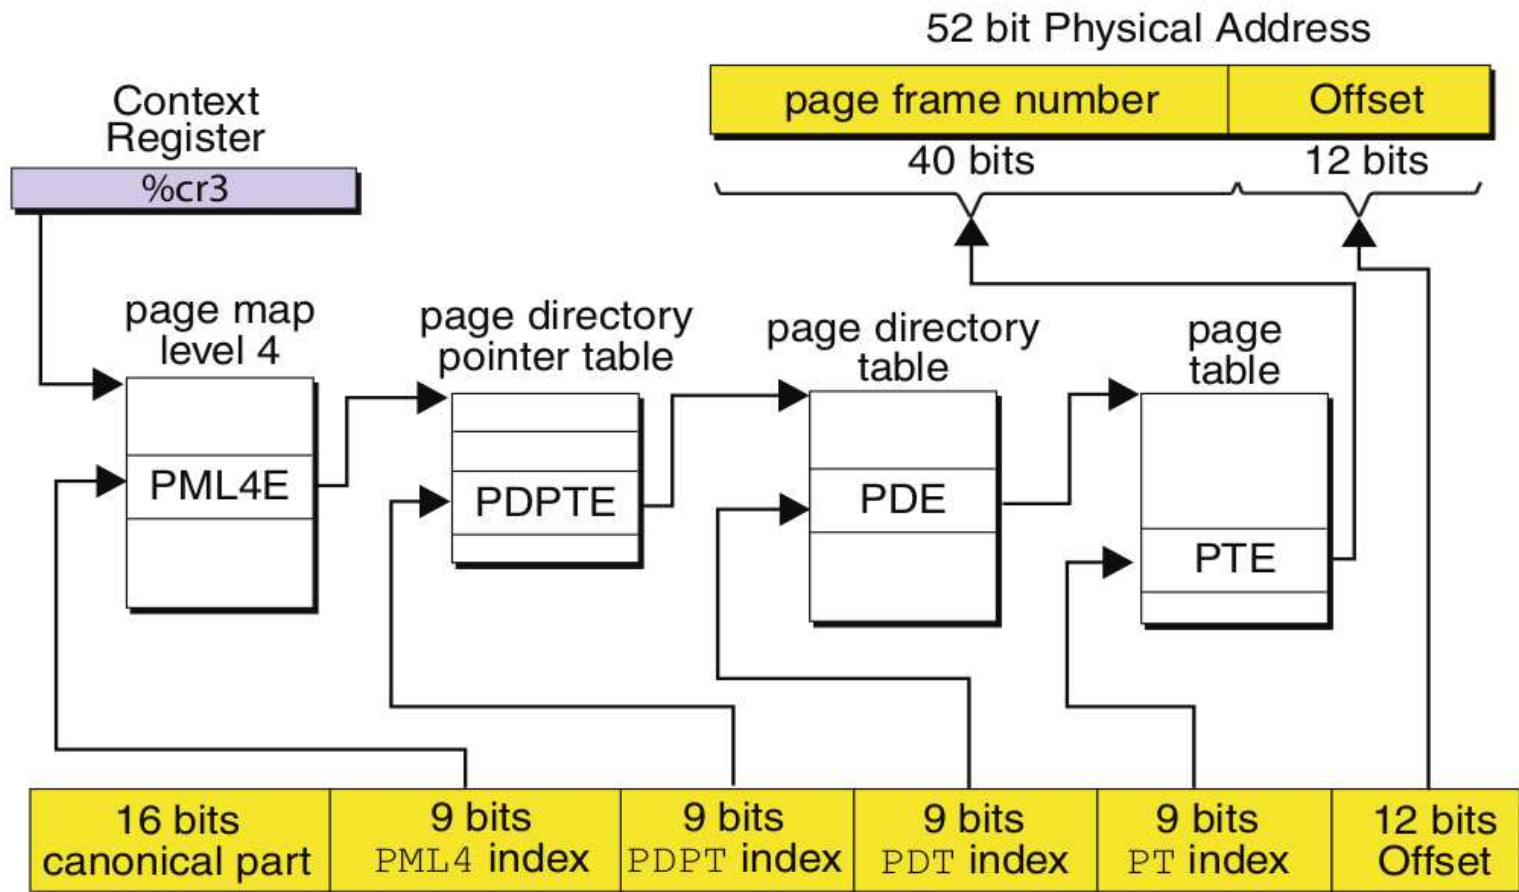 52 bit Physical Address
page frame number
Offset
40 bits
12 bits
Context
Register
%cr3
page map
level 4
page directory
pointer table
page directory
table
page
table
PML4E
PDPTE
PDE
PTE
16 bits
canonical part
9 bits
PML4 index
9 bits
PDPT index
9 bits
PDT index
9 bits
PT index
12 bits
Offset